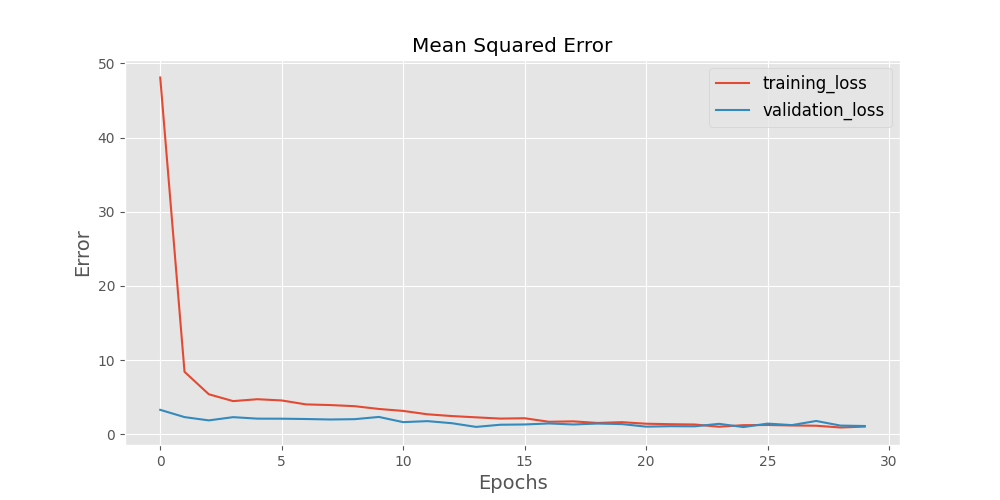 Mean Squared Error
training_loss
validation_loss
Error
50
40
30
20
10
0
0 5 10 15 20 25 30
Epochs